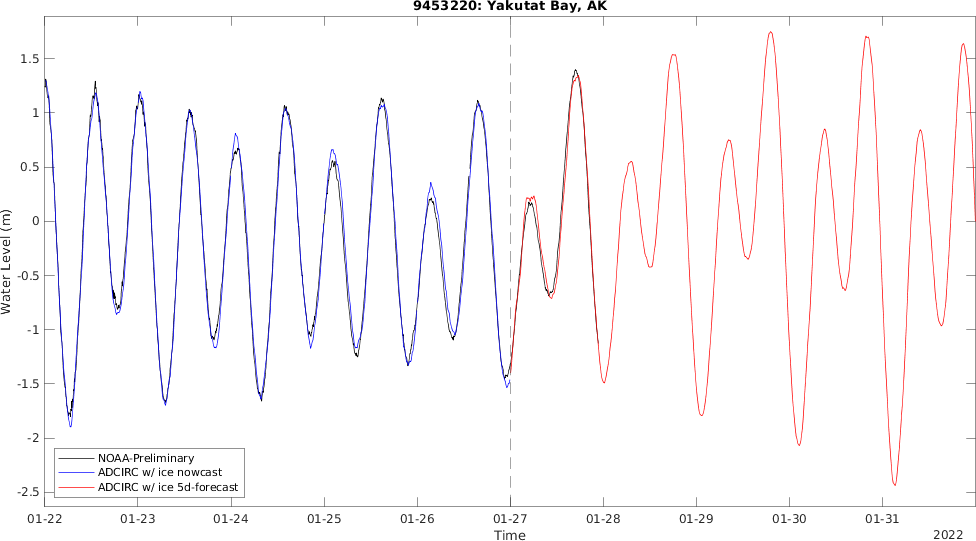 9453220: Yakutat Bay, AK
Water Level (m)
1.5
1
0.5
0
-0.5
-1
-1.5
-2
-2.5
NOAA-Preliminary
ADCIRC w/ ice nowcast
ADCIRC w/ ice 5d-forecast
01-22 01-23 01-24 01-25 01-26 01-27 01-28 01-29 01-30 01-31
Time
2022